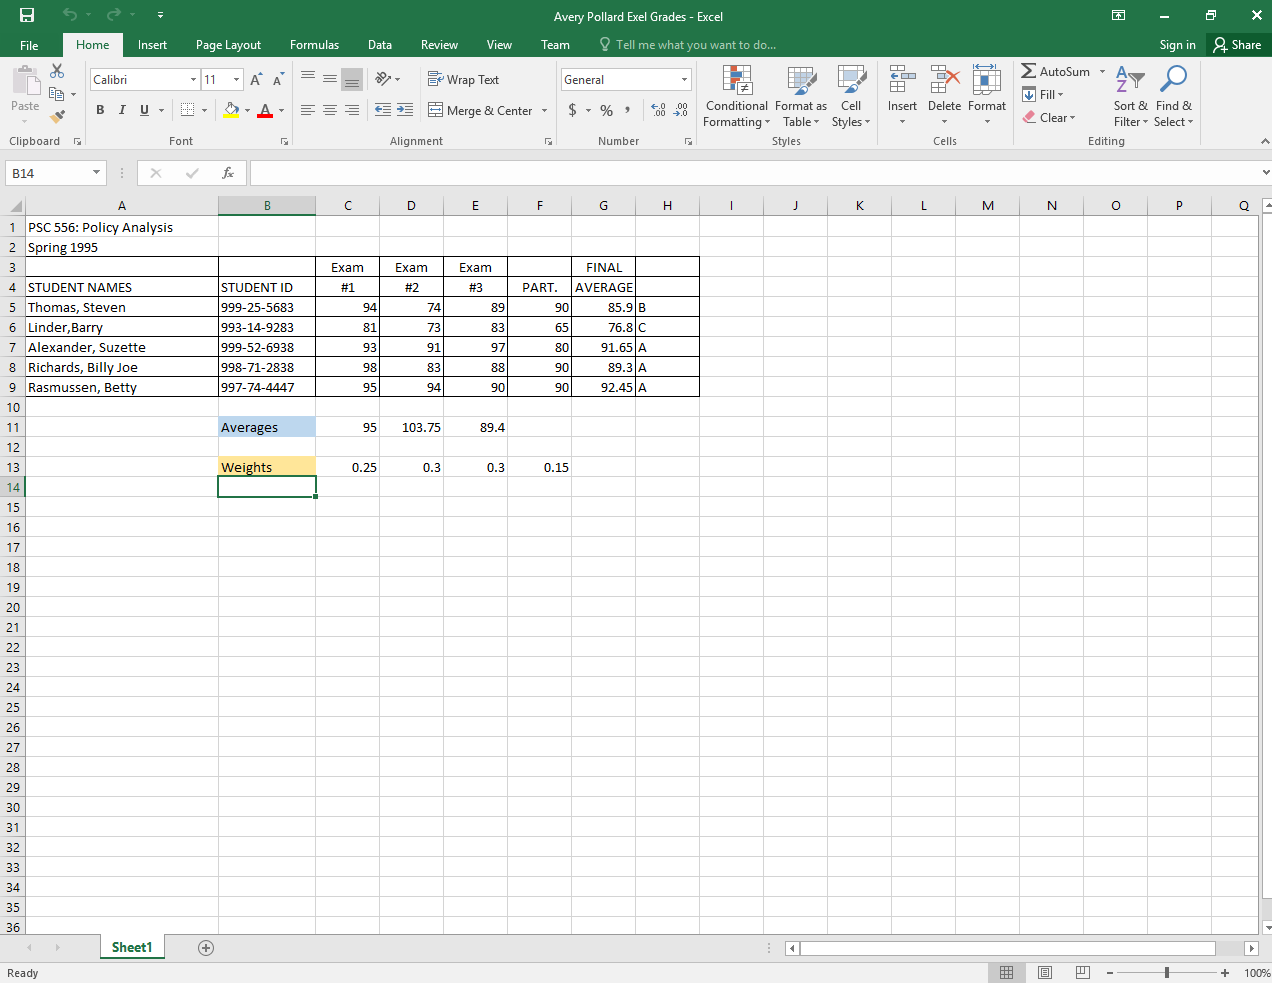 Avery Pollard Exel Grades - Excel
File Home Insert Page Layout Formulas Data Review View Team Tell me what you want to do... Sign in Share
Paste
Calibri 11
B I U A
Wrap Text
Merge & Center
General
$ % ,
Conditional Formatting
Format as Table
Cell Styles
Insert Delete Format
AutoSum
Fill
Clear
Sort & Filter
Find & Select
Clipboard Font Alignment Number Styles Cells Editing
B14 fx
A B C D E F G H I J K L M N O P Q
1 PSC 556: Policy Analysis
2 Spring 1995
3 Exam Exam Exam FINAL
4 STUDENT NAMES STUDENT ID #1 #2 #3 PART. AVERAGE
5 Thomas, Steven 999-25-5683 94 74 89 90 85.9 B
6 Linder,Barry 993-14-9283 81 73 83 65 76.8 C
7 Alexander, Suzette 999-52-6938 93 91 97 80 91.65 A
8 Richards, Billy Joe 998-71-2838 98 83 88 90 89.3 A
9 Rasmussen, Betty 997-74-4447 95 94 90 90 92.45 A
10
11 Averages 95 103.75 89.4
12
13 Weights 0.25 0.3 0.3 0.15
14
15
16
17
18
19
20
21
22
23
24
25
26
27
28
29
30
31
32
33
34
35
36
Sheet1
Ready 100%